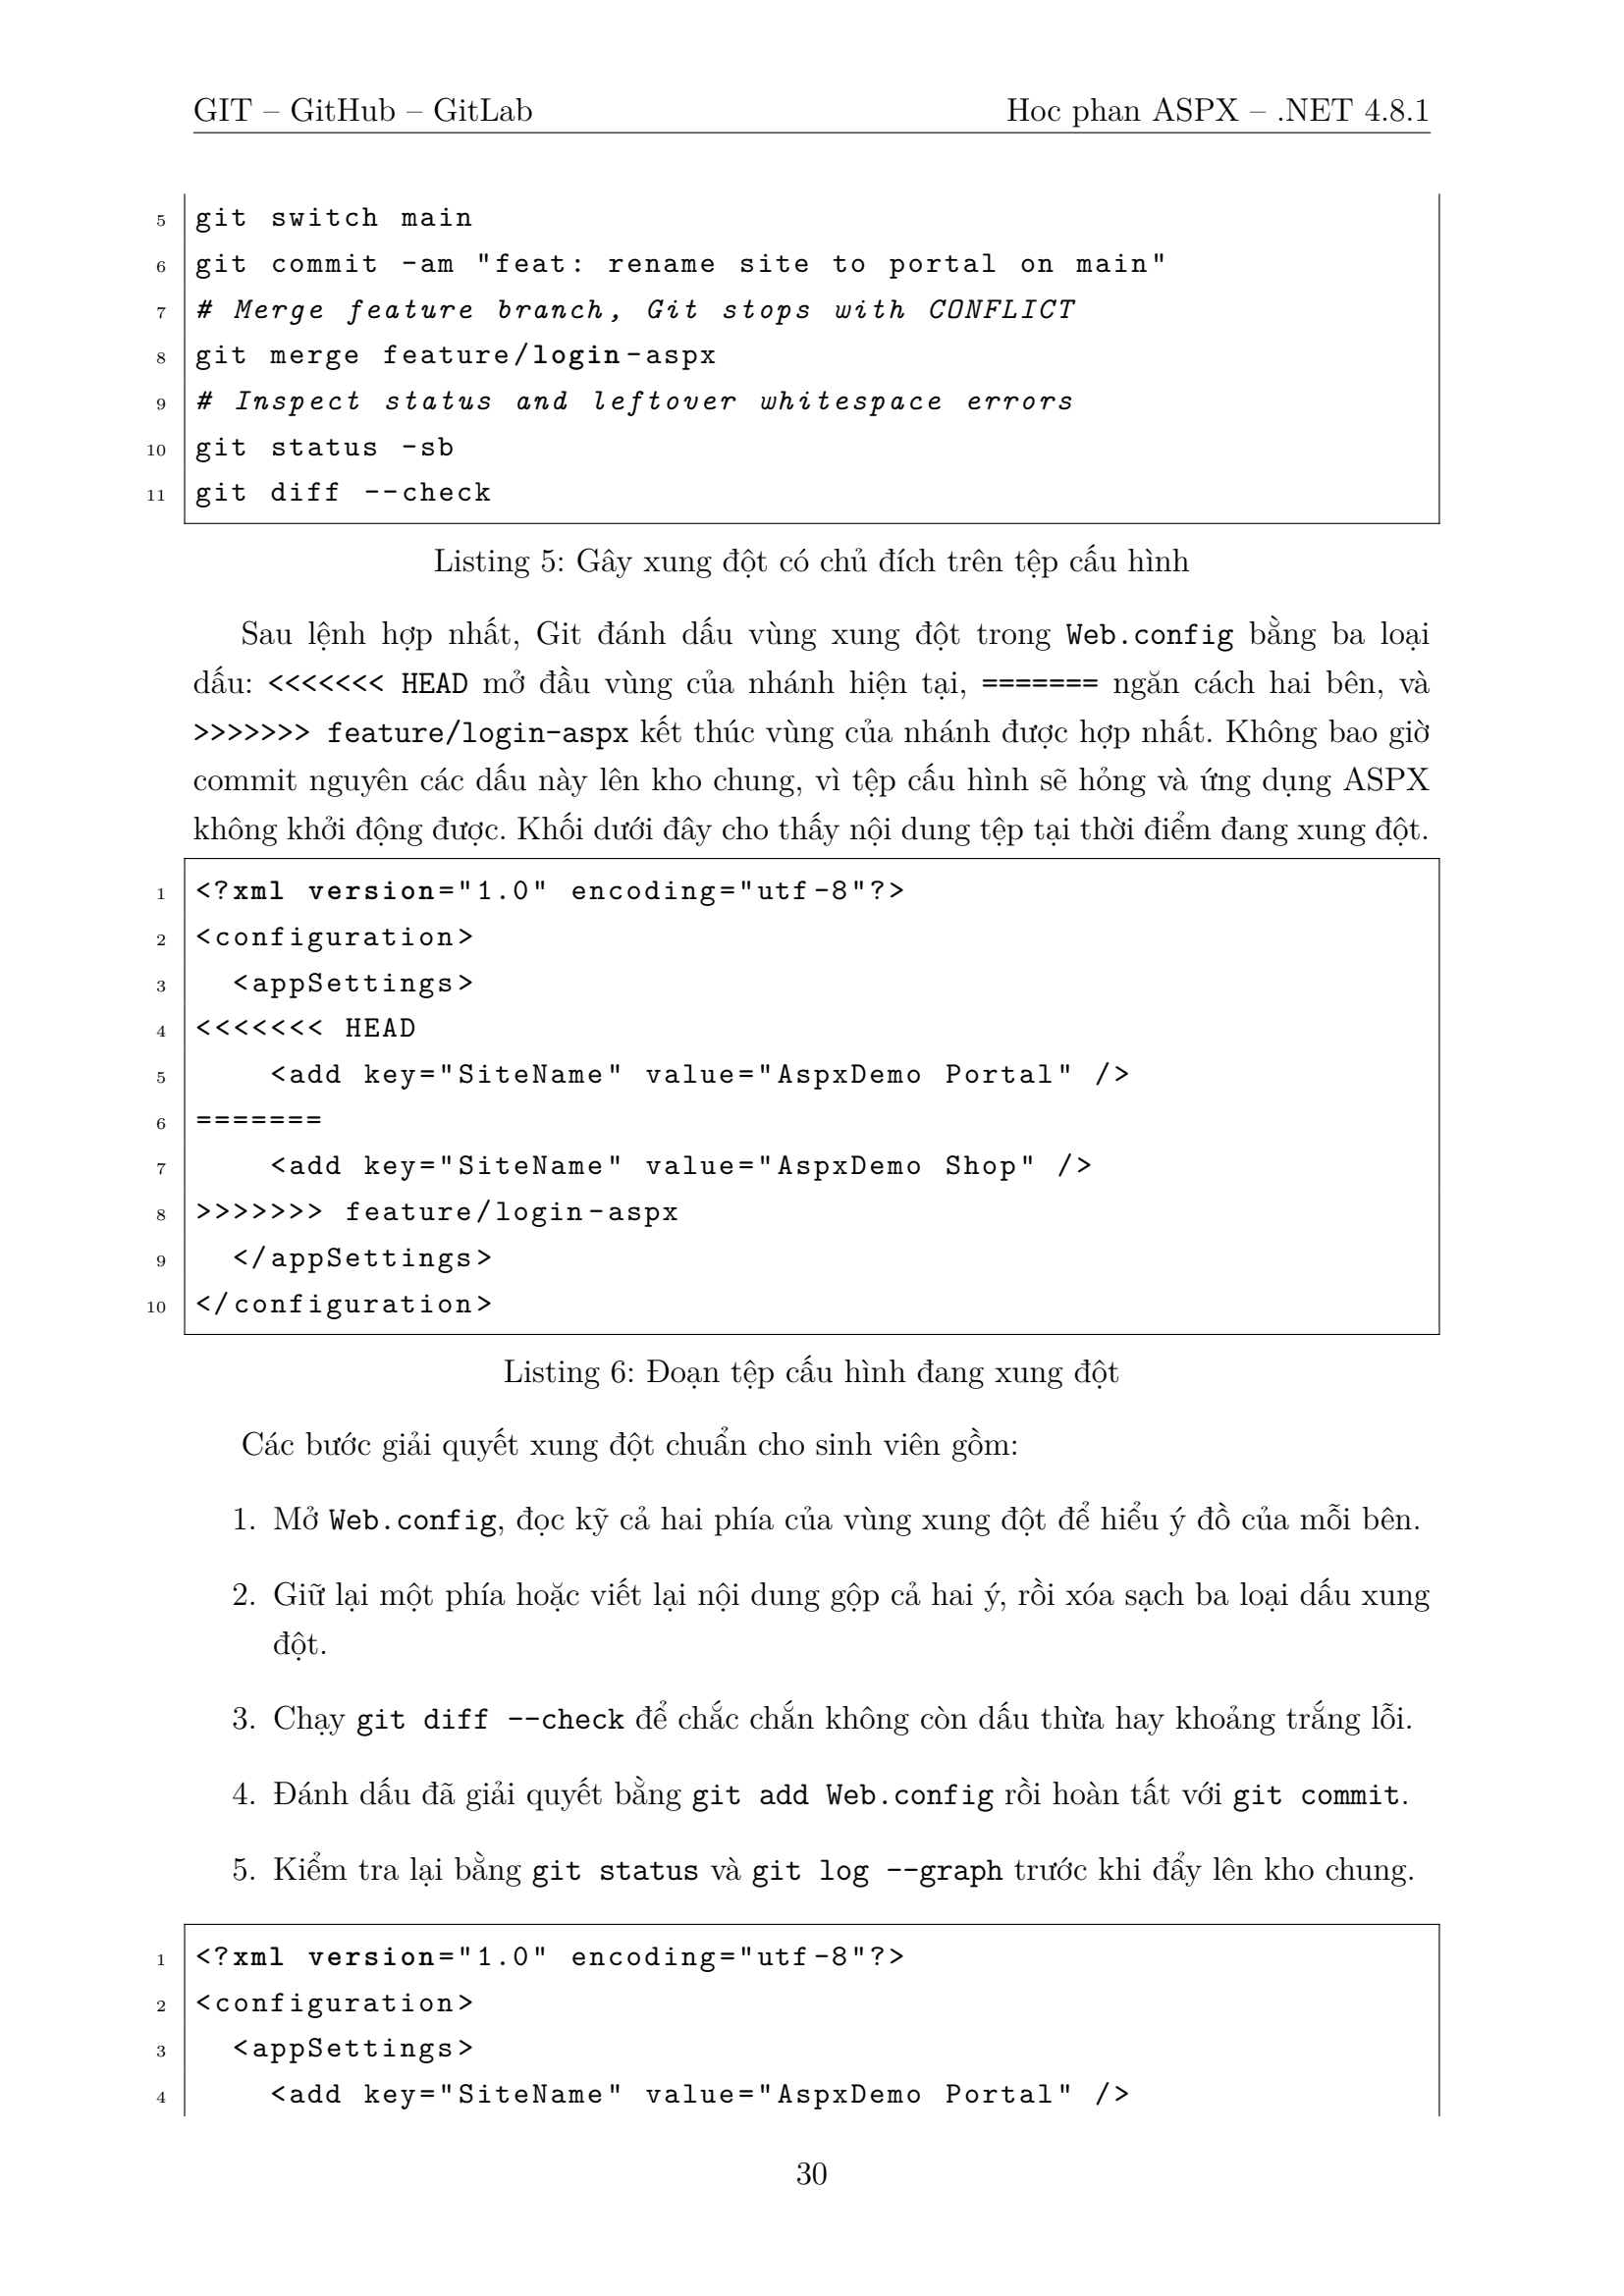 GIT – GitHub – GitLab Hoc phan ASPX – .NET 4.8.1
5 git switch main
6 git commit -am "feat: rename site to portal on main"
7 # Merge feature branch, Git stops with CONFLICT
8 git merge feature/login-aspx
9 # Inspect status and leftover whitespace errors
10 git status -sb
11 git diff --check
Listing 5: Gây xung đột có chủ đích trên tệp cấu hình
Sau lệnh hợp nhất, Git đánh dấu vùng xung đột trong Web.config bằng ba loại
dấu: <<<<<<< HEAD mở đầu vùng của nhánh hiện tại, ======= ngăn cách hai bên, và
>>>>>>> feature/login-aspx kết thúc vùng của nhánh được hợp nhất. Không bao giờ
commit nguyên các dấu này lên kho chung, vì tệp cấu hình sẽ hỏng và ứng dụng ASPX
không khởi động được. Khối dưới đây cho thấy nội dung tệp tại thời điểm đang xung đột.
1 <?xml version="1.0" encoding="utf-8"?>
2 <configuration>
3   <appSettings>
4 <<<<<<< HEAD
5     <add key="SiteName" value="AspxDemo Portal" />
6 =======
7     <add key="SiteName" value="AspxDemo Shop" />
8 >>>>>>> feature/login-aspx
9   </appSettings>
10 </configuration>
Listing 6: Đoạn tệp cấu hình đang xung đột
Các bước giải quyết xung đột chuẩn cho sinh viên gồm:
1. Mở Web.config, đọc kỹ cả hai phía của vùng xung đột để hiểu ý đồ của mỗi bên.
2. Giữ lại một phía hoặc viết lại nội dung gộp cả hai ý, rồi xóa sạch ba loại dấu xung
đột.
3. Chạy git diff --check để chắc chắn không còn dấu thừa hay khoảng trắng lỗi.
4. Đánh dấu đã giải quyết bằng git add Web.config rồi hoàn tất với git commit.
5. Kiểm tra lại bằng git status và git log --graph trước khi đẩy lên kho chung.
1 <?xml version="1.0" encoding="utf-8"?>
2 <configuration>
3   <appSettings>
4     <add key="SiteName" value="AspxDemo Portal" />
30